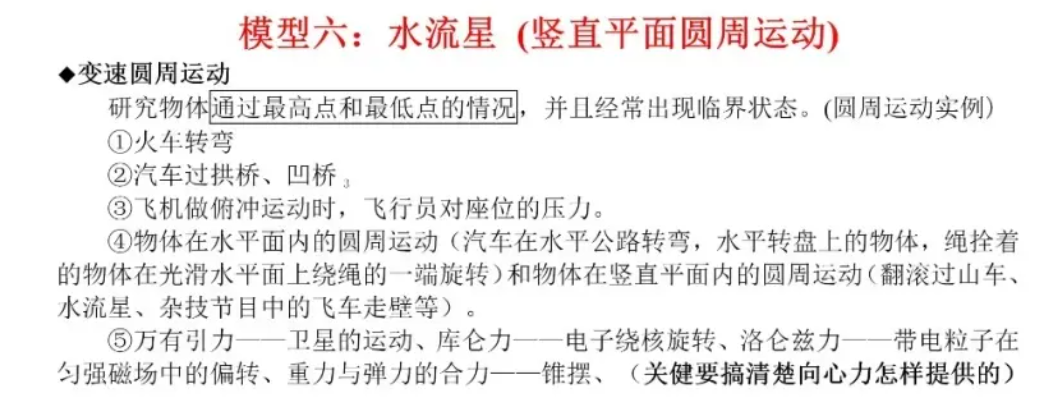 模型六：水流星 (竖直平面圆周运动)
◆变速圆周运动
研究物体通过最高点和最低点的情况，并且经常出现临界状态。(圆周运动实例)
①火车转弯
②汽车过拱桥、凹桥 3
③飞机做俯冲运动时，飞行员对座位的压力。
④物体在水平面内的圆周运动（汽车在水平公路转弯，水平转盘上的物体，绳拴着
的物体在光滑水平面上绕绳的一端旋转）和物体在竖直平面内的圆周运动（翻滚过山车、
水流星、杂技节目中的飞车走壁等）。
⑤万有引力——卫星的运动、库仑力——电子绕核旋转、洛仑兹力——带电粒子在
匀强磁场中的偏转、重力与弹力的合力——锥摆、（关健要搞清楚向心力怎样提供的）